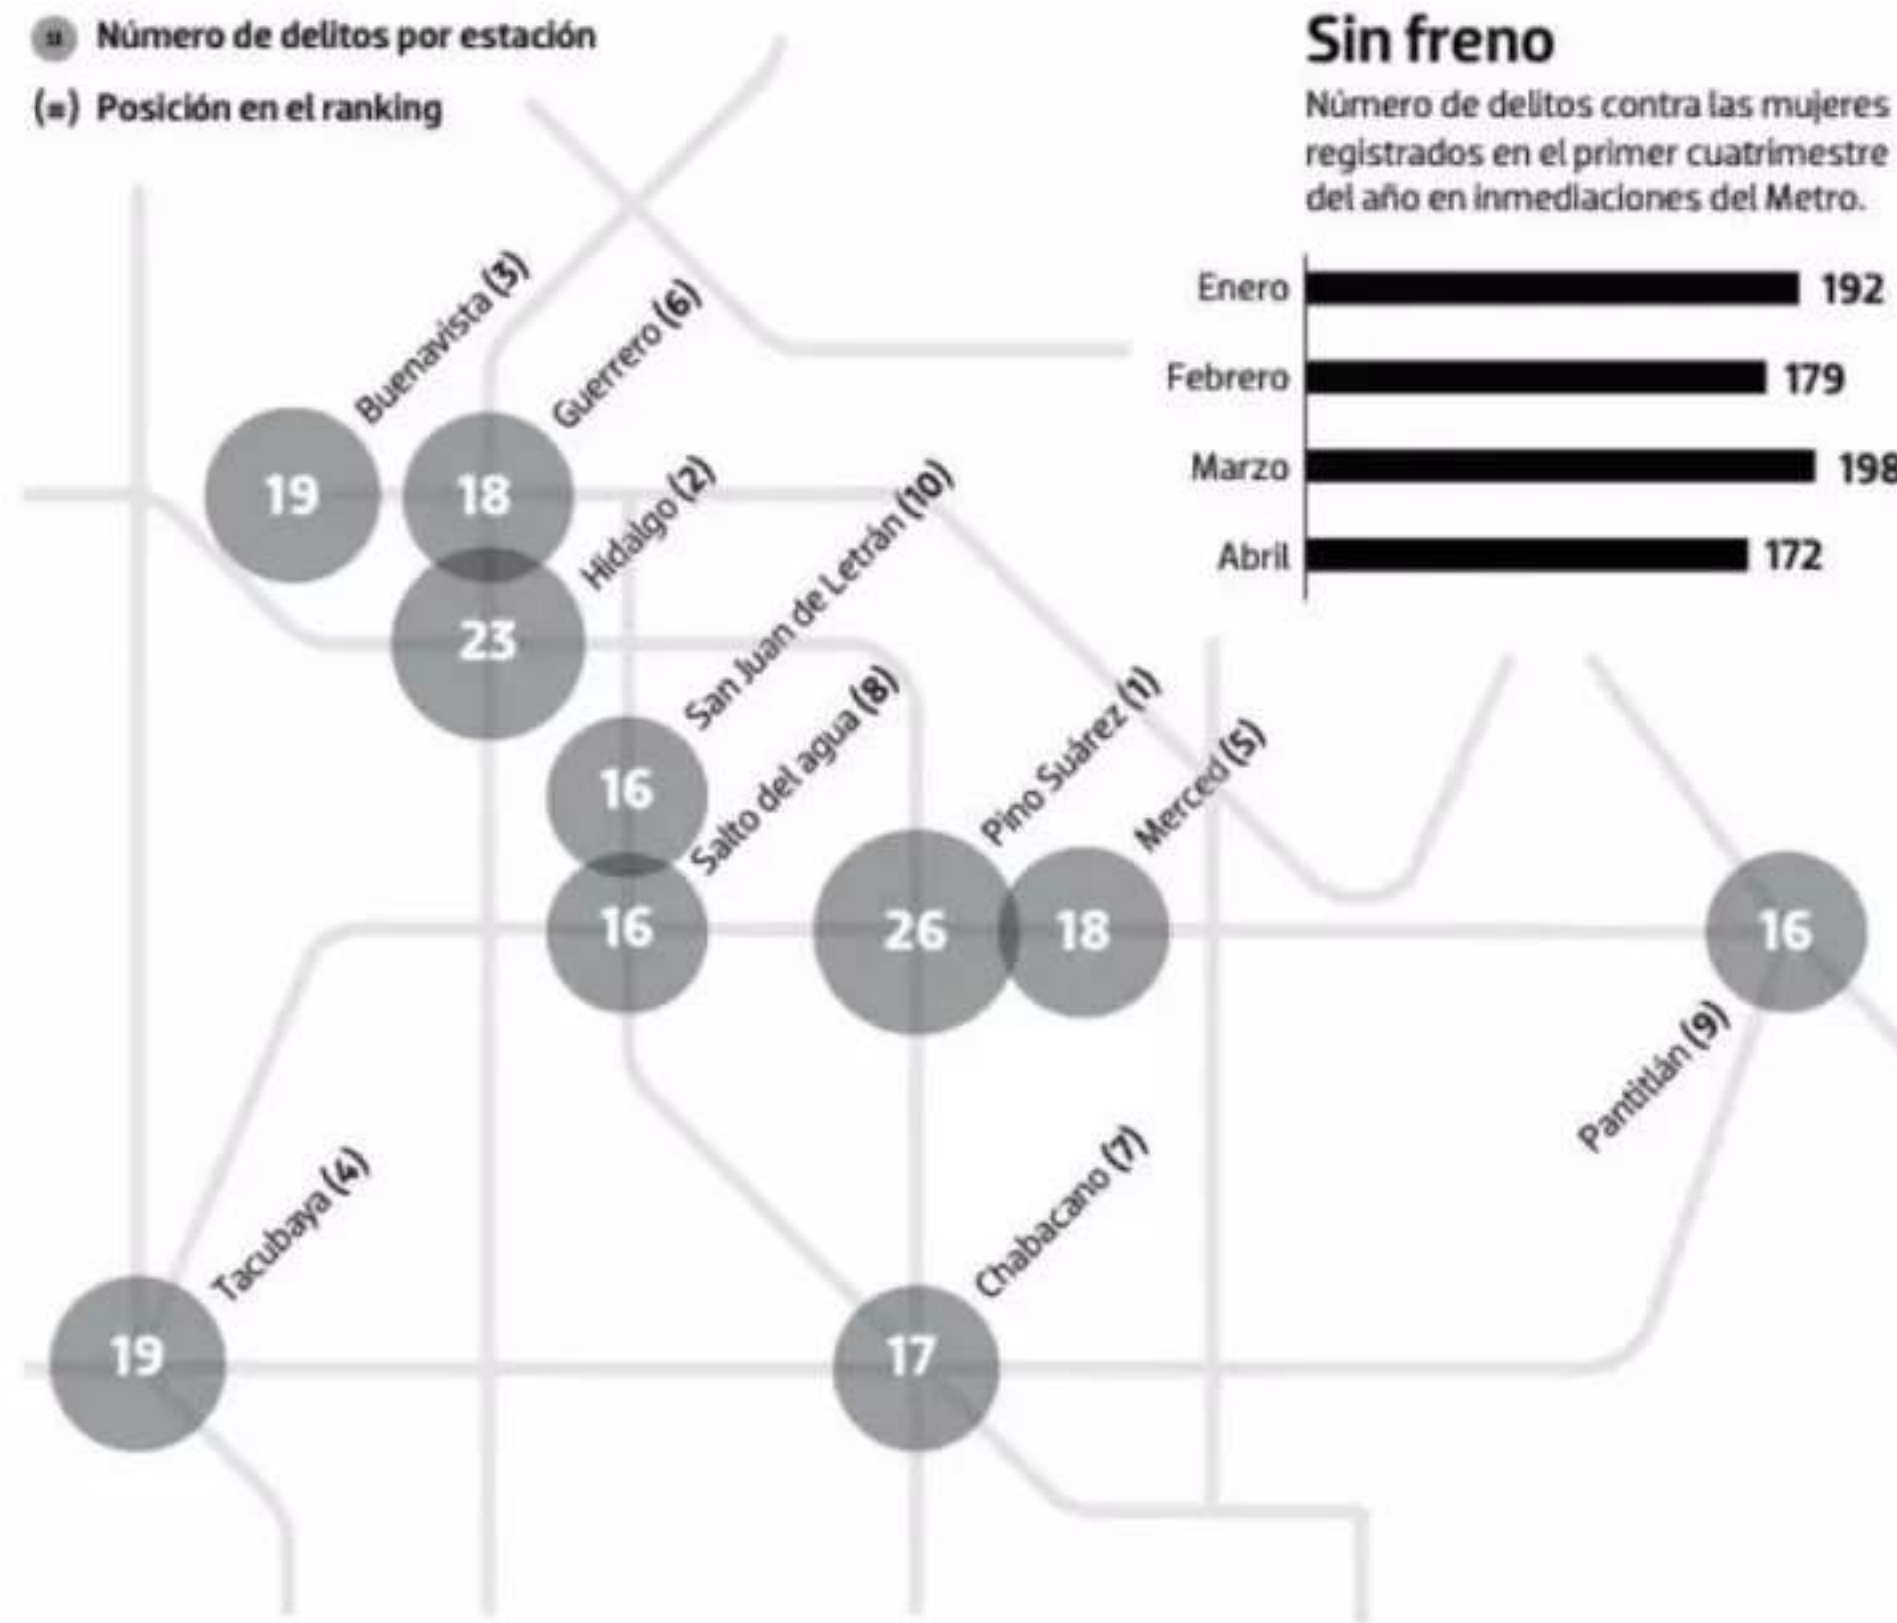 Número de delitos por estación
(#) Posición en el ranking
Sin freno
Número de delitos contra las mujeres
registrados en el primer cuatrimestre
del año en inmediaciones del Metro.
Enero 192
Febrero 179
Marzo 198
Abril 172
Buenavista (3)
19
Guerrero (6)
18
Hidalgo (2)
23
San Juan de Letrán (10)
16
Salto del agua (8)
16
Pino Suárez (1)
26
Merced (5)
18
Pantitlán (9)
16
Tacubaya (4)
19
Chabacano (7)
17